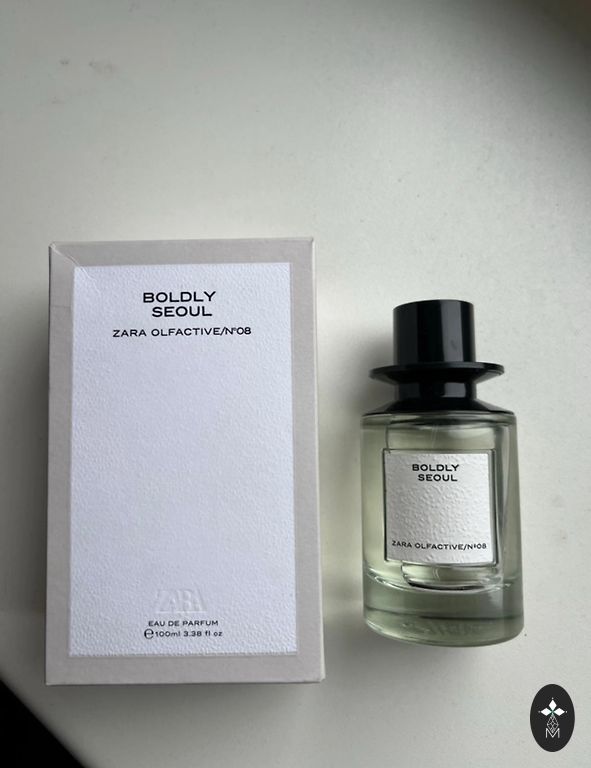 BOLDLY
SEOUL
ZARA OLFACTIVE/Nº08
ZARA
EAU DE PARFUM
℮100ml 3.38 fl oz
BOLDLY
SEOUL
ZARA OLFACTIVE/Nº08
M